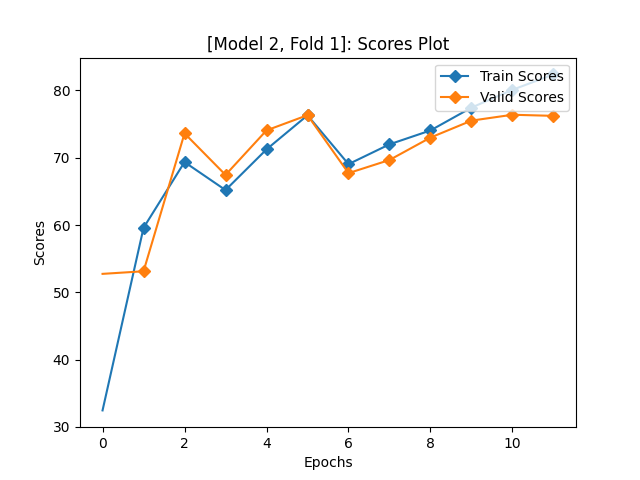 [Model 2, Fold 1]: Scores Plot
Train Scores
Valid Scores
Scores
80
70
60
50
40
30
0 2 4 6 8 10
Epochs